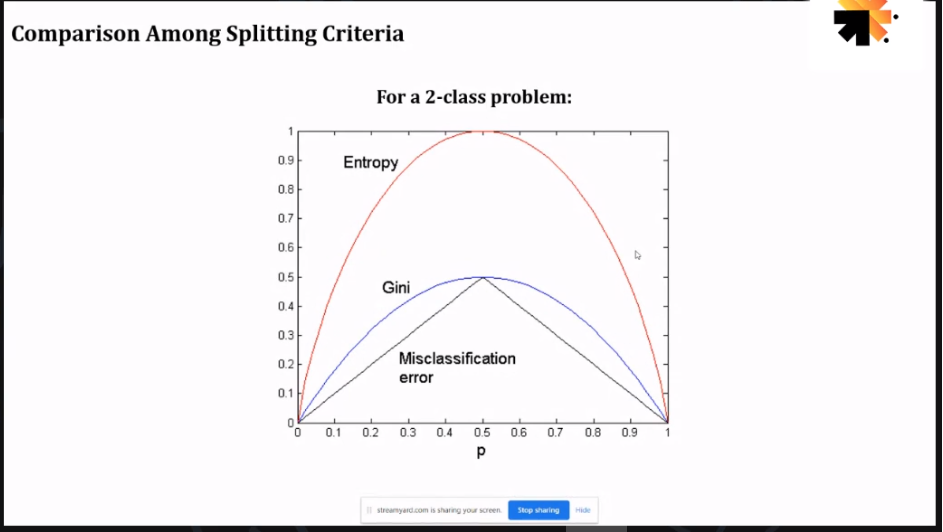 Comparison Among Splitting Criteria
For a 2-class problem:
1
0.9
0.8
0.7
0.6
0.5
0.4
0.3
0.2
0.1
0
Entropy
Gini
Misclassification
error
0 0.1 0.2 0.3 0.4 0.5 0.6 0.7 0.8 0.9 1
p
streamyard.com is sharing your screen. Stop sharing Hide